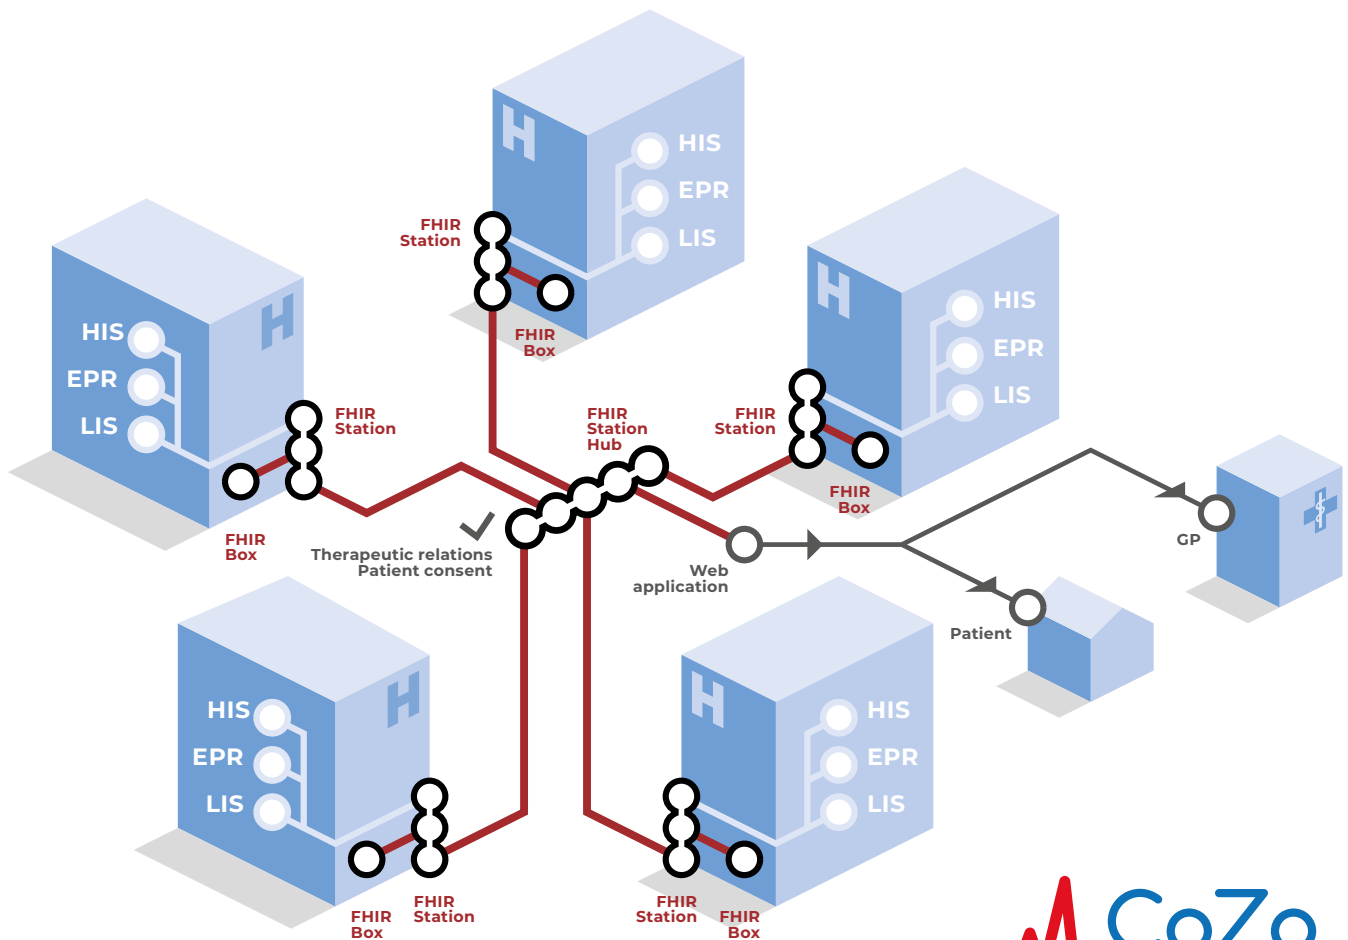 H
HIS
EPR
LIS
FHIR
Station
FHIR
Box
H
HIS
EPR
LIS
FHIR
Station
FHIR
Box
H
HIS
EPR
LIS
FHIR
Station
FHIR
Box
FHIR
Station
Hub
Therapeutic relations
Patient consent
Web
application
GP
Patient
H
HIS
EPR
LIS
FHIR
Box
FHIR
Station
H
HIS
EPR
LIS
FHIR
Station
FHIR
Box
CoZo